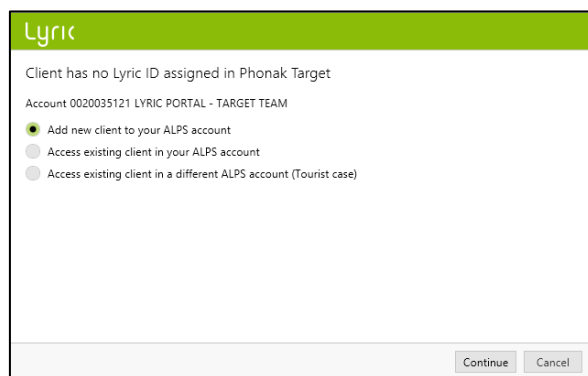 Lyric
Client has no Lyric ID assigned in Phonak Target
Account 0020035121 LYRIC PORTAL - TARGET TEAM
Add new client to your ALPS account
Access existing client in your ALPS account
Access existing client in a different ALPS account (Tourist case)
Continue Cancel